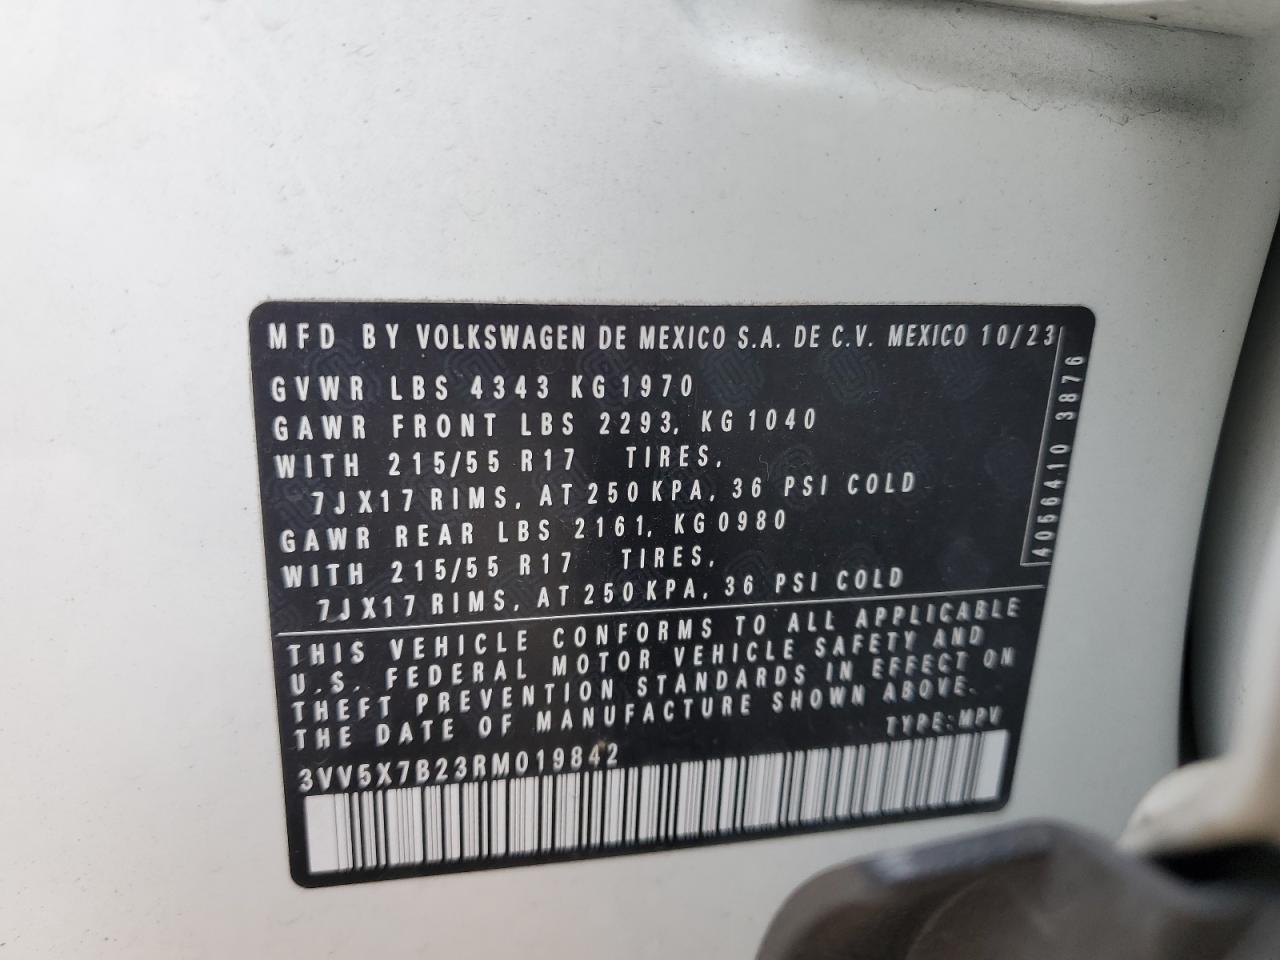 MFD BY VOLKSWAGEN DE MEXICO S.A. DE C.V. MEXICO 10/23
GVWR LBS 4343 KG 1970
GAWR FRONT LBS 2293, KG 1040
WITH 215/55 R17 TIRES,
7J X17 RIMS, AT 250 KPA, 36 PSI COLD
GAWR REAR LBS 2161, KG 0980
WITH 215/55 R17 TIRES,
7J X17 RIMS, AT 250 KPA, 36 PSI COLD
4056410 3876
THIS VEHICLE CONFORMS TO ALL APPLICABLE
U.S. FEDERAL MOTOR VEHICLE SAFETY AND
THEFT PREVENTION STANDARDS IN EFFECT ON
THE DATE OF MANUFACTURE SHOWN ABOVE.
TYPE: MPV
3VV5X7B23RM019842